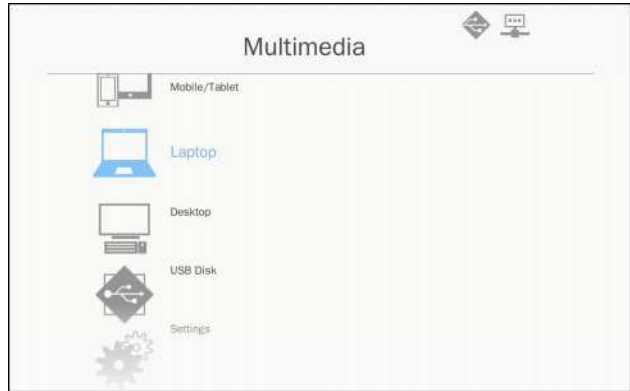 Multimedia
Mobile/Tablet
Laptop
Desktop
USB Disk
Settings